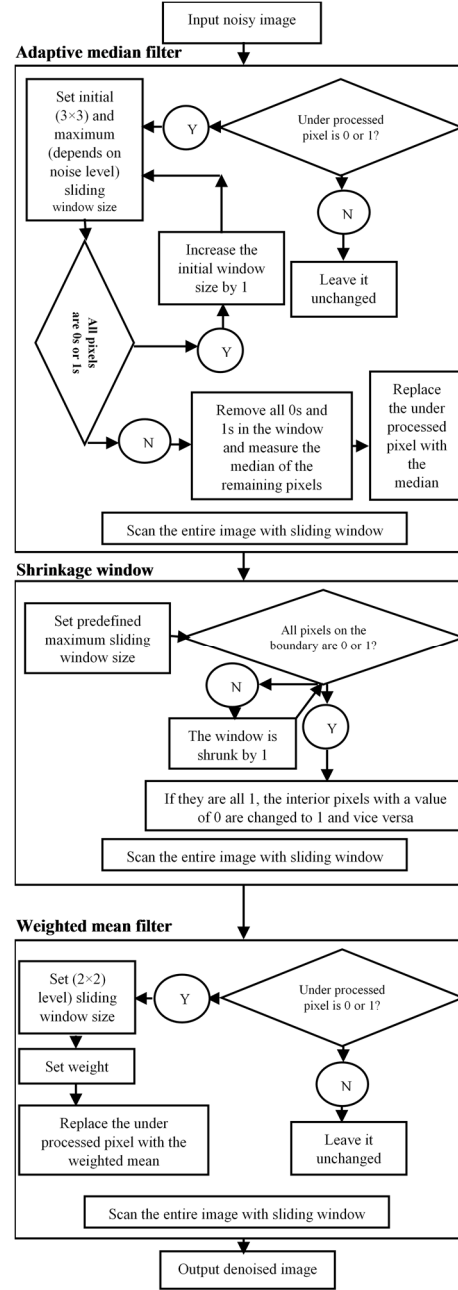 Input noisy image
Adaptive median filter
Set initial
(3×3) and
maximum
(depends on
noise level)
sliding
window size
Y
Under processed
pixel is 0 or 1?
N
Leave it
unchanged
Increase the
initial window
size by 1
Y
All pixels
are 0s or 1s
N
Remove all 0s and
1s in the window
and measure the
median of the
remaining pixels
Replace
the under
processed
pixel with
the
median
Scan the entire image with sliding window
Shrinkage window
Set predefined
maximum sliding
window size
All pixels on the
boundary are 0 or 1?
N
The window is
shrunk by 1
Y
If they are all 1, the interior pixels with a value
of 0 are changed to 1 and vice versa
Scan the entire image with sliding window
Weighted mean filter
Set (2×2)
level) sliding
window size
Y
Under processed
pixel is 0 or 1?
Set weight
N
Replace the under
processed pixel with the
weighted mean
Leave it
unchanged
Scan the entire image with sliding window
Output denoised image